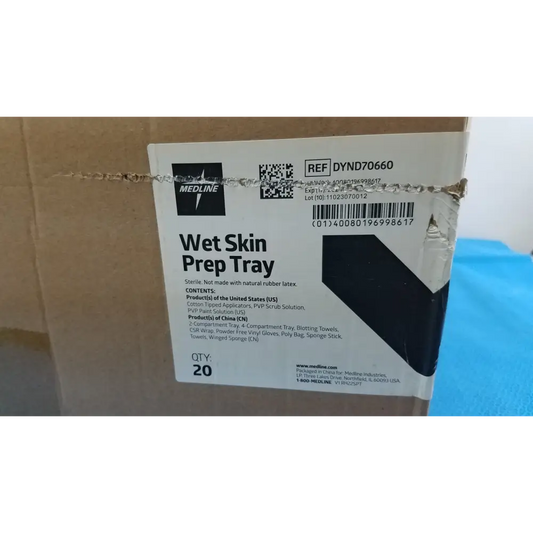 MEDLINE
REF DYND70660
40080196998617
Lot (10): 11023070012
(01)40080196998617
Wet Skin
Prep Tray
Sterile. Not made with natural rubber latex.
CONTENTS:
Product(s) of the United States (US)
Cotton Tipped Applicators, PVP Scrub Solution,
PVP Paint Solution (US)
Product(s) of China (CN)
2-Compartment Tray, 4-Compartment Tray, Blotting Towels,
CSR Wrap, Powder Free Vinyl Gloves, Poly Bag, Sponge Stick,
Towels, Winged Sponge (CN)
QTY:
20
www.medline.com
Packaged in China for: Medline Industries,
LP, Three Lakes Drive, Northfield, IL 60093 USA
1-800-MEDLINE